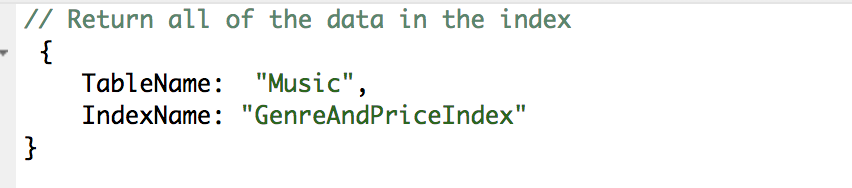 // Return all of the data in the index
{
TableName:  "Music",
IndexName: "GenreAndPriceIndex"
}